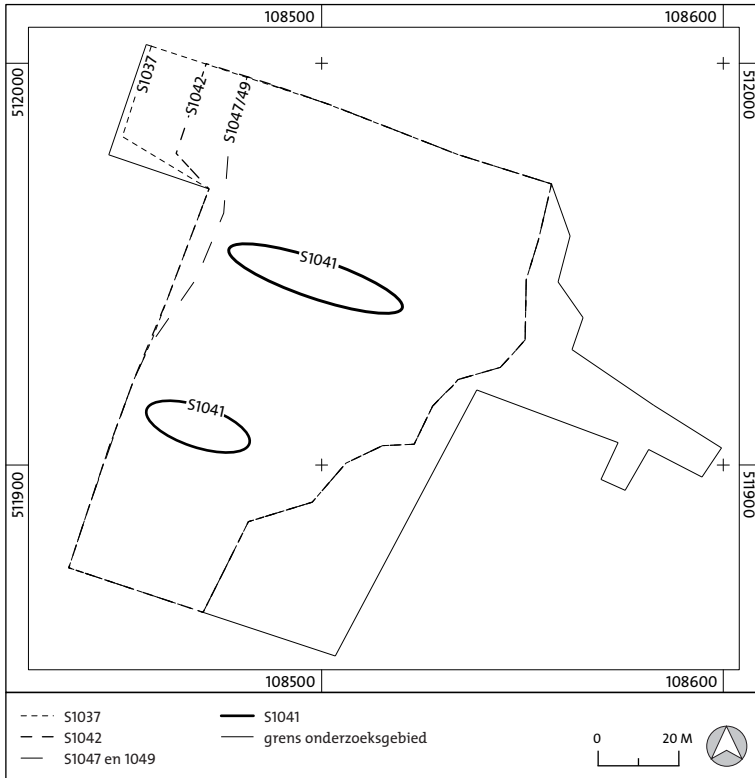 108500 108600
512000 512000
S1037
S1042
S1047/49
S1041
S1041
511900 511900
108500 108600
S1037
S1042
S1047 en 1049
S1041
grens onderzoeksgebied
0 20 M